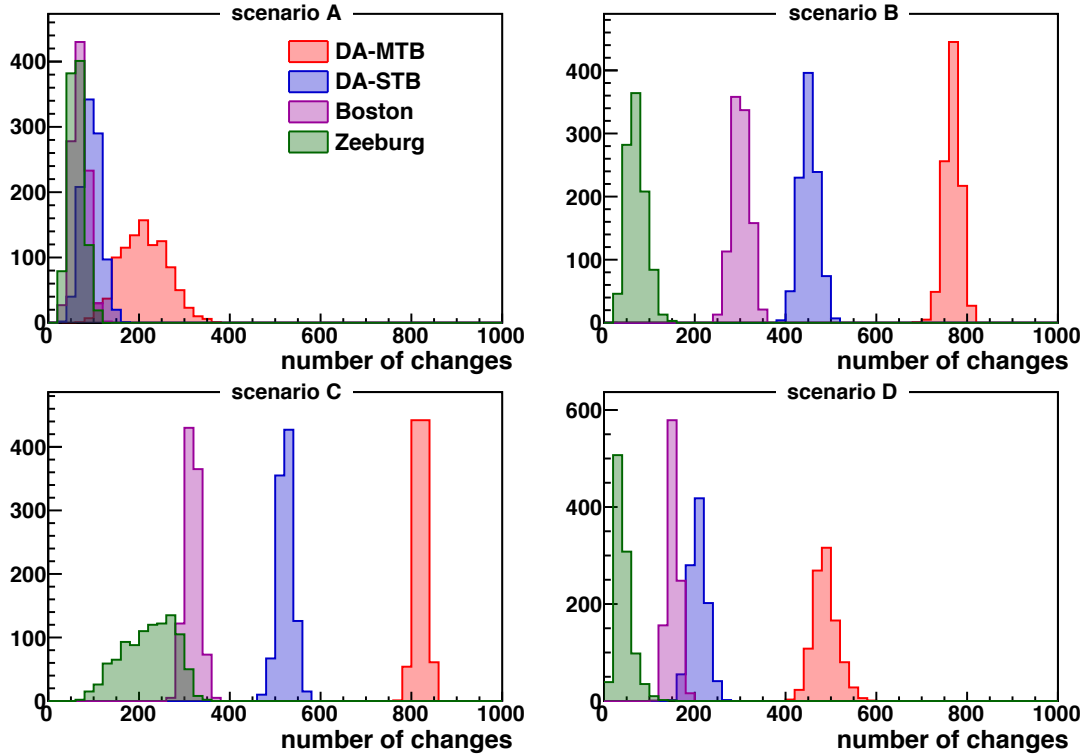 scenario A
400
300
200
100
0
0 200 400 600 800 1000
number of changes
DA-MTB
DA-STB
Boston
Zeeburg
scenario B
400
300
200
100
0
0 200 400 600 800 1000
number of changes
scenario C
400
300
200
100
0
0 200 400 600 800 1000
number of changes
scenario D
600
400
200
0
0 200 400 600 800 1000
number of changes